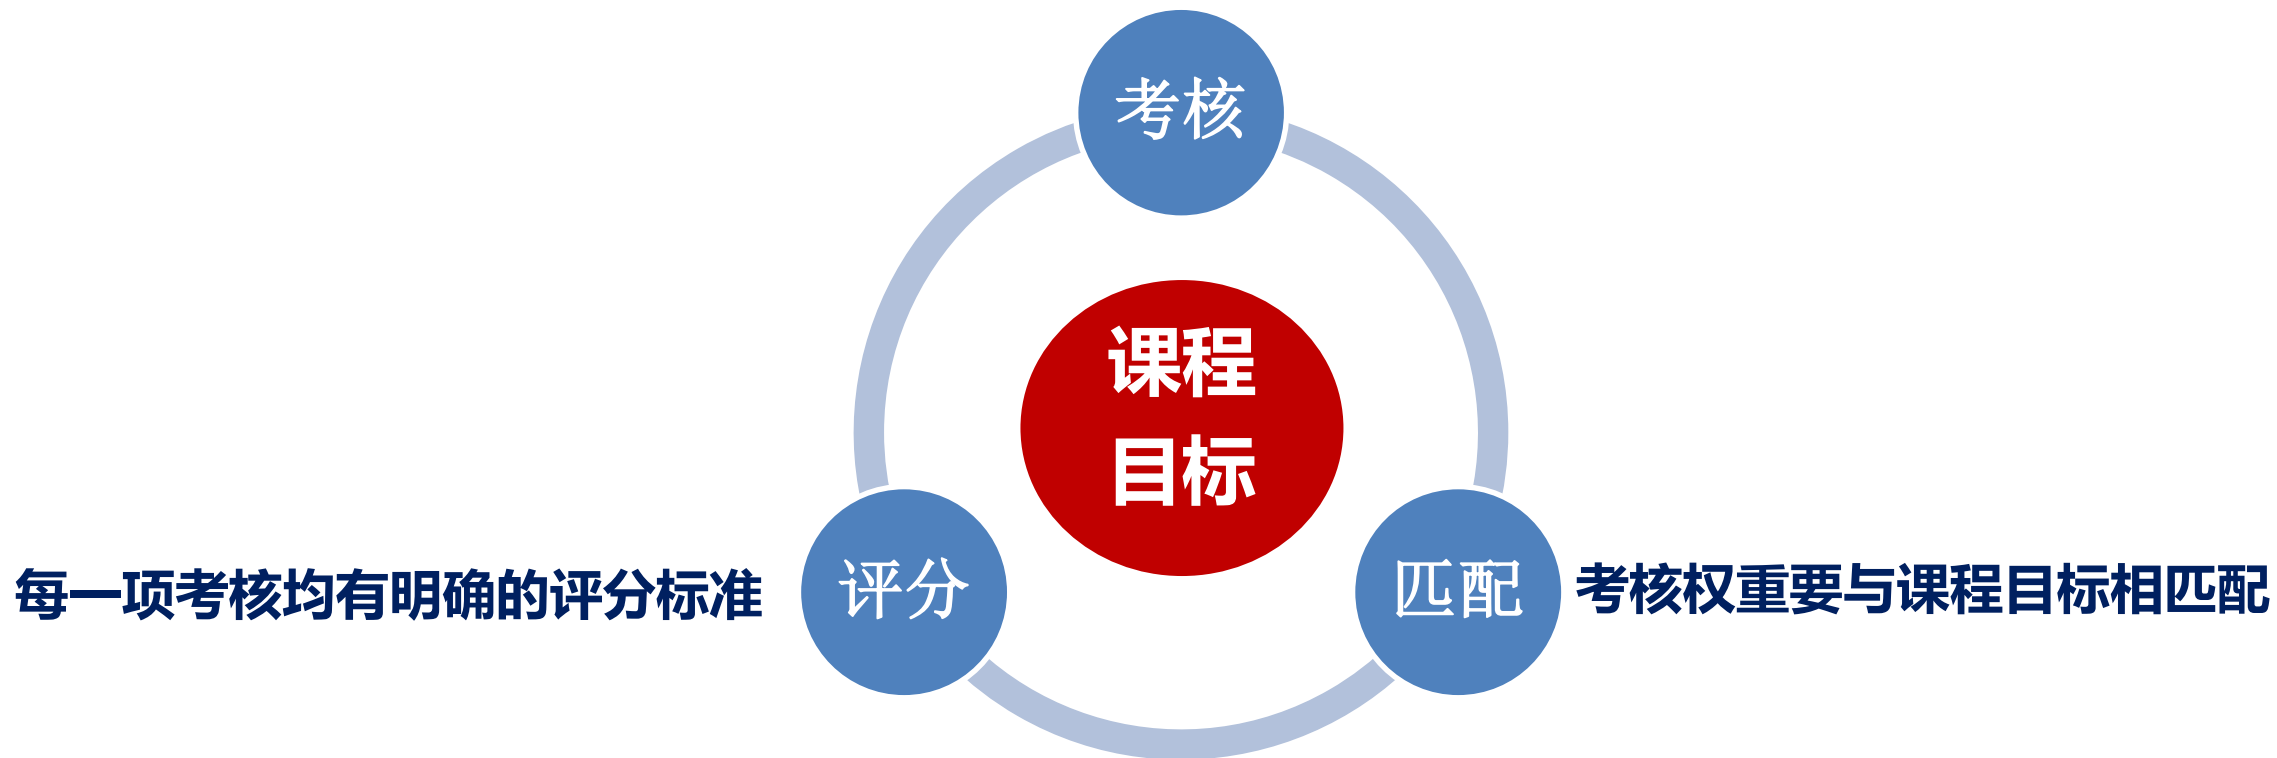 考核
课程
目标
评分
匹配
每一项考核均有明确的评分标准
考核权重要与课程目标相匹配